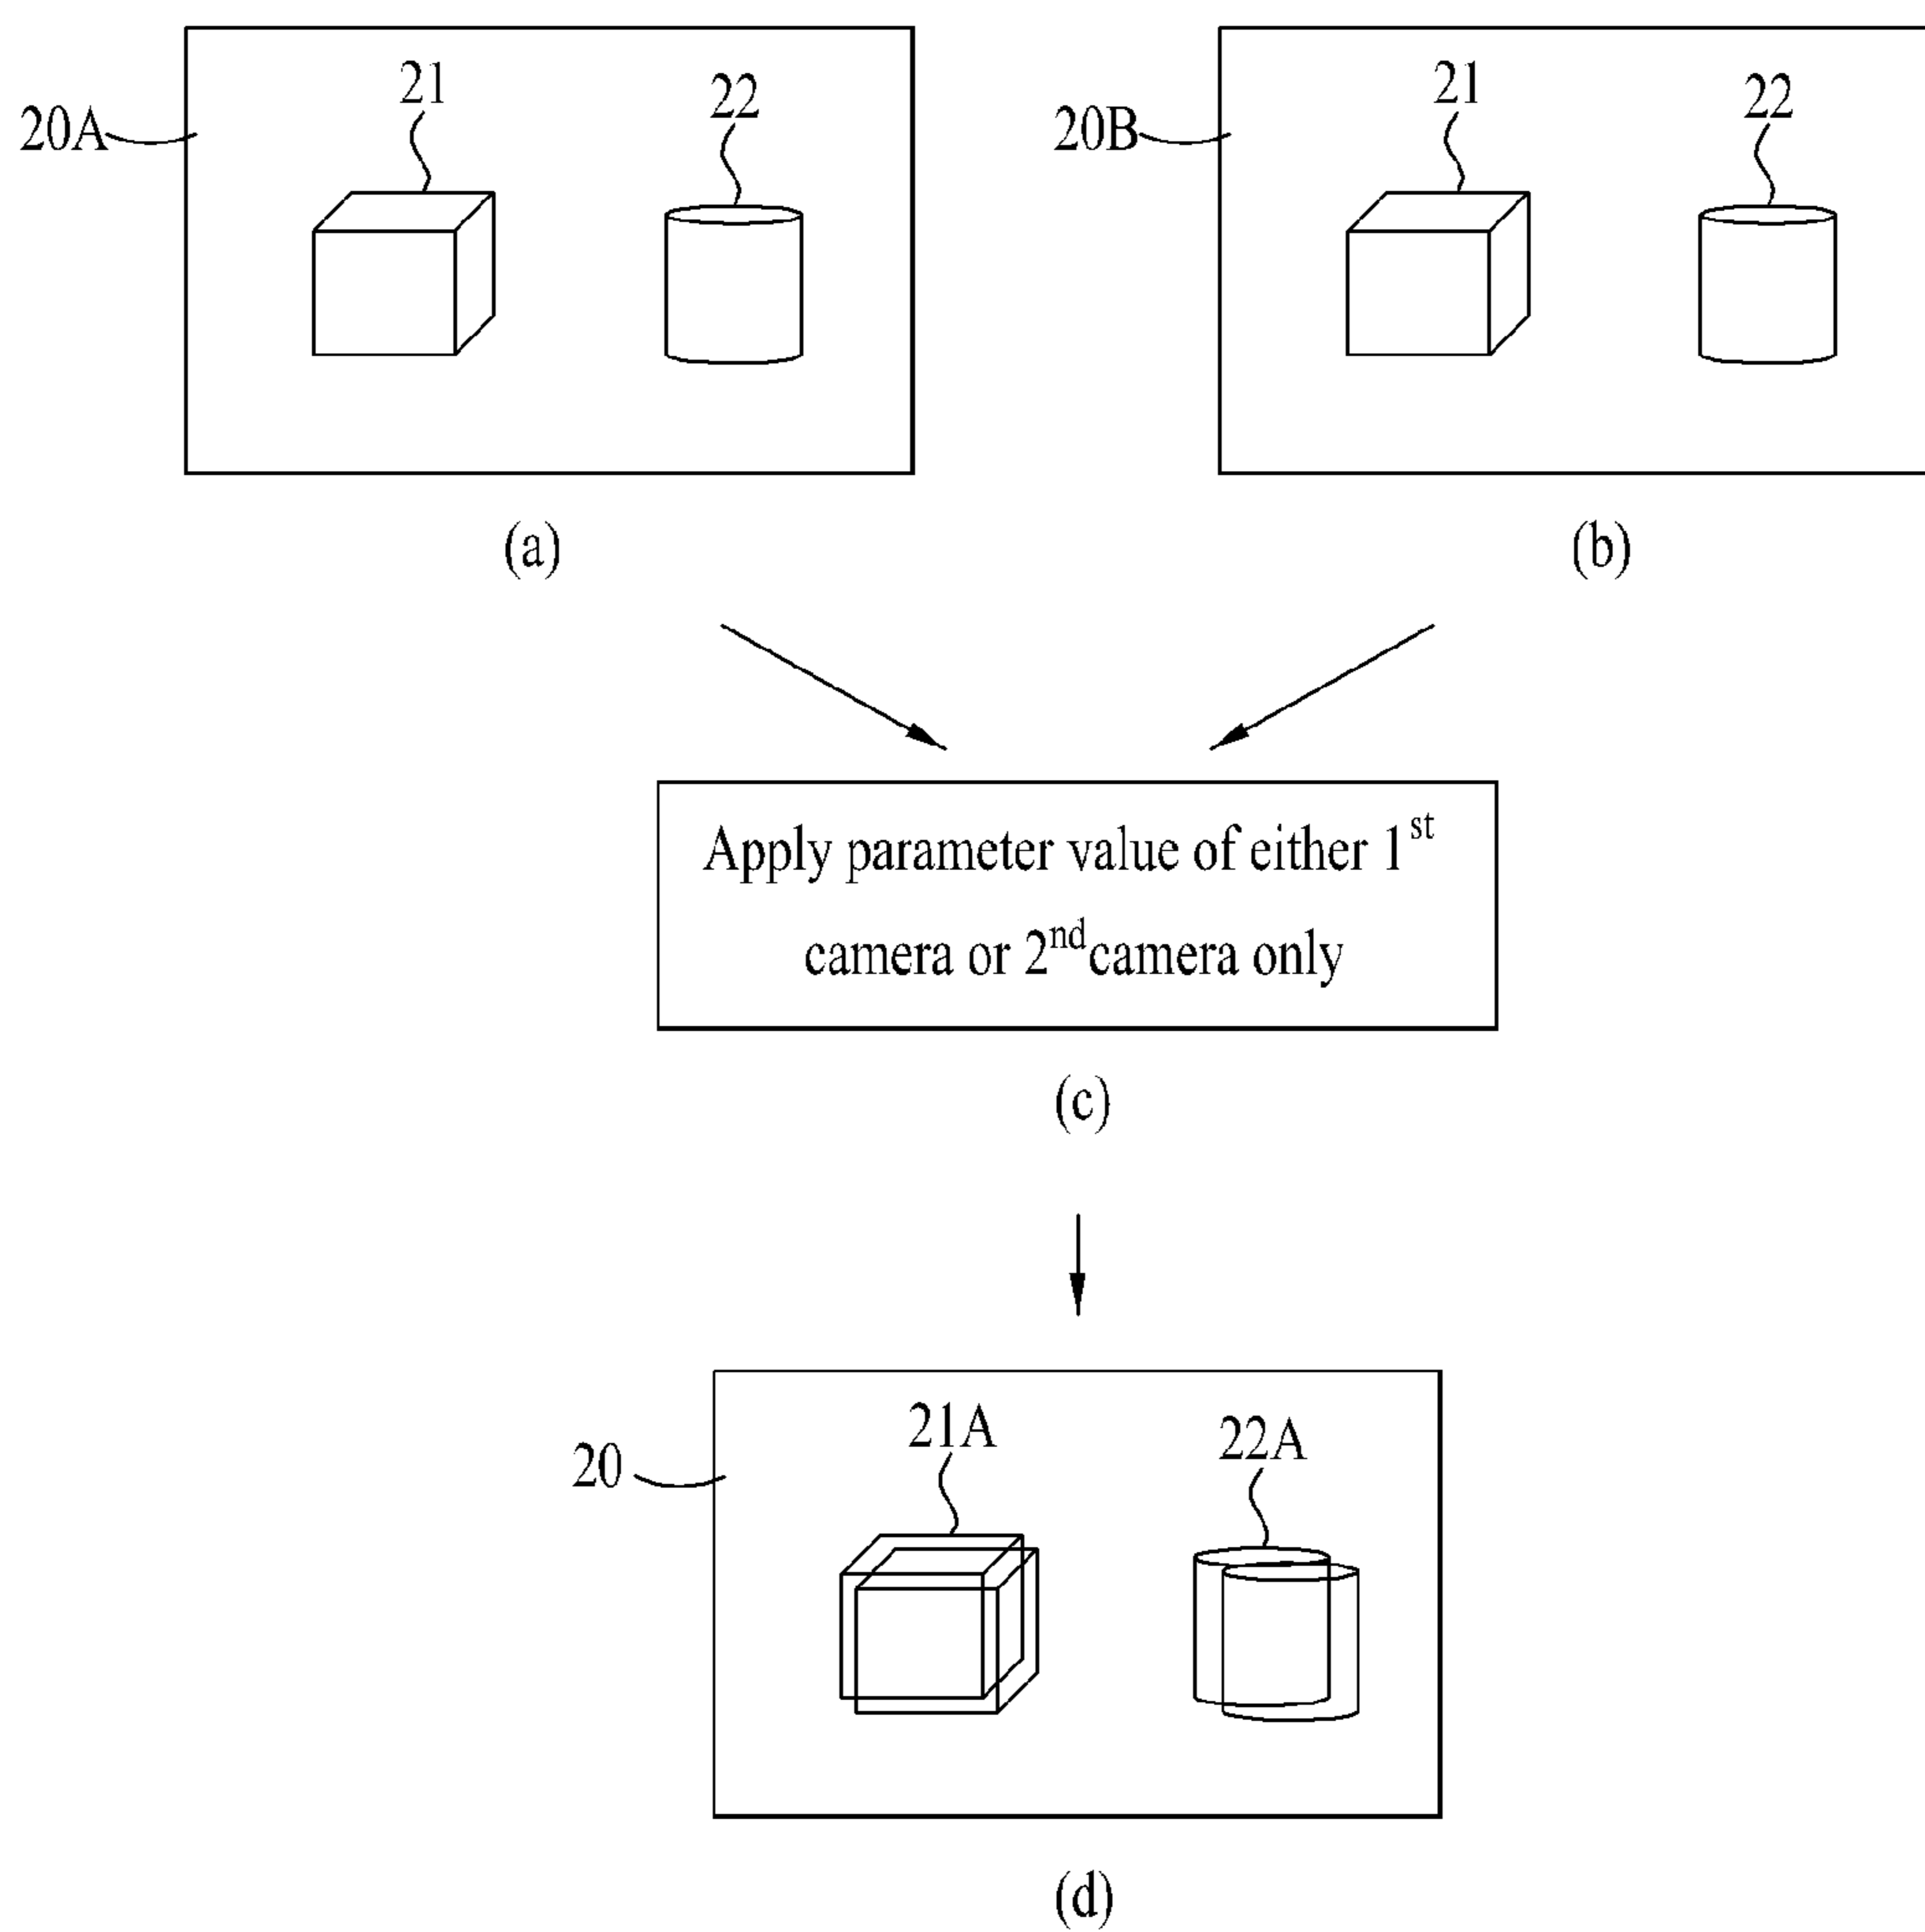 21
22
20A
(a)
21
22
20B
(b)
Apply parameter value of either 1st
camera or 2nd camera only
(c)
21A
22A
20
(d)